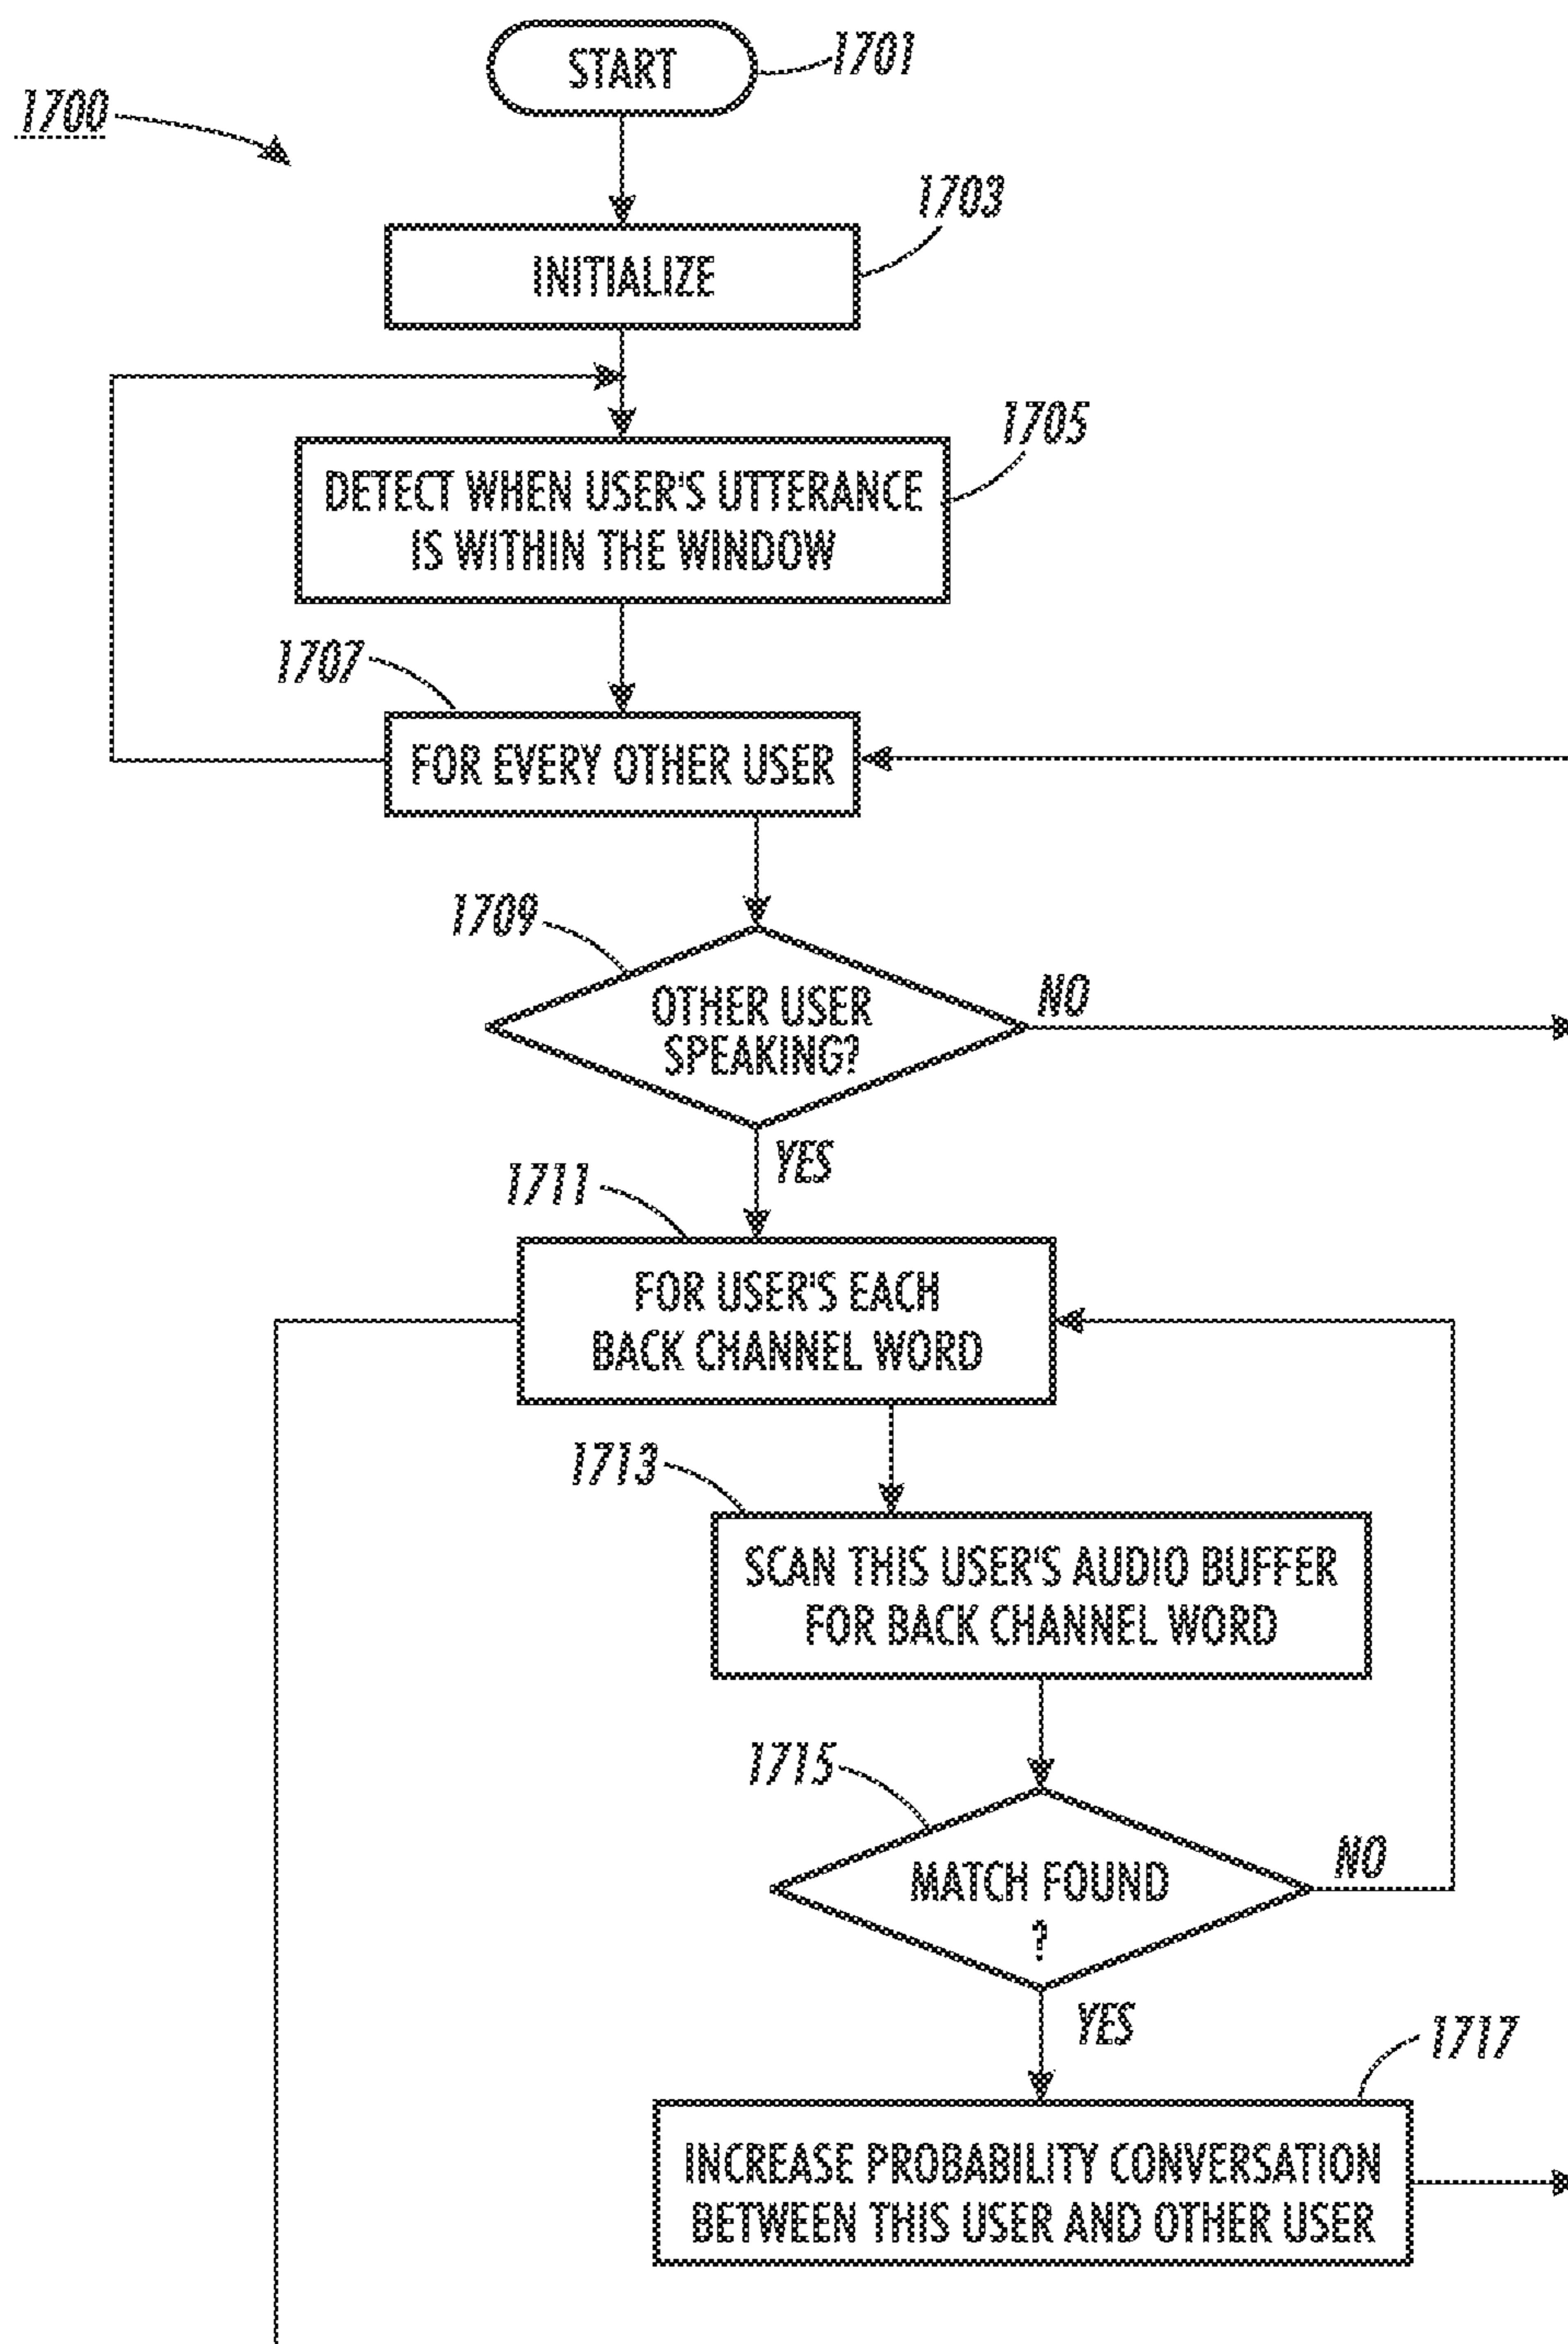 START
1701
1700
1703
INITIALIZE
1705
DETECT WHEN USER'S UTTERANCE
IS WITHIN THE WINDOW
1707
FOR EVERY OTHER USER
1709
OTHER USER
SPEAKING?
NO
YES
1711
FOR USER'S EACH
BACK CHANNEL WORD
1713
SCAN THIS USER'S AUDIO BUFFER
FOR BACK CHANNEL WORD
1715
MATCH FOUND
?
NO
YES
1717
INCREASE PROBABILITY CONVERSATION
BETWEEN THIS USER AND OTHER USER